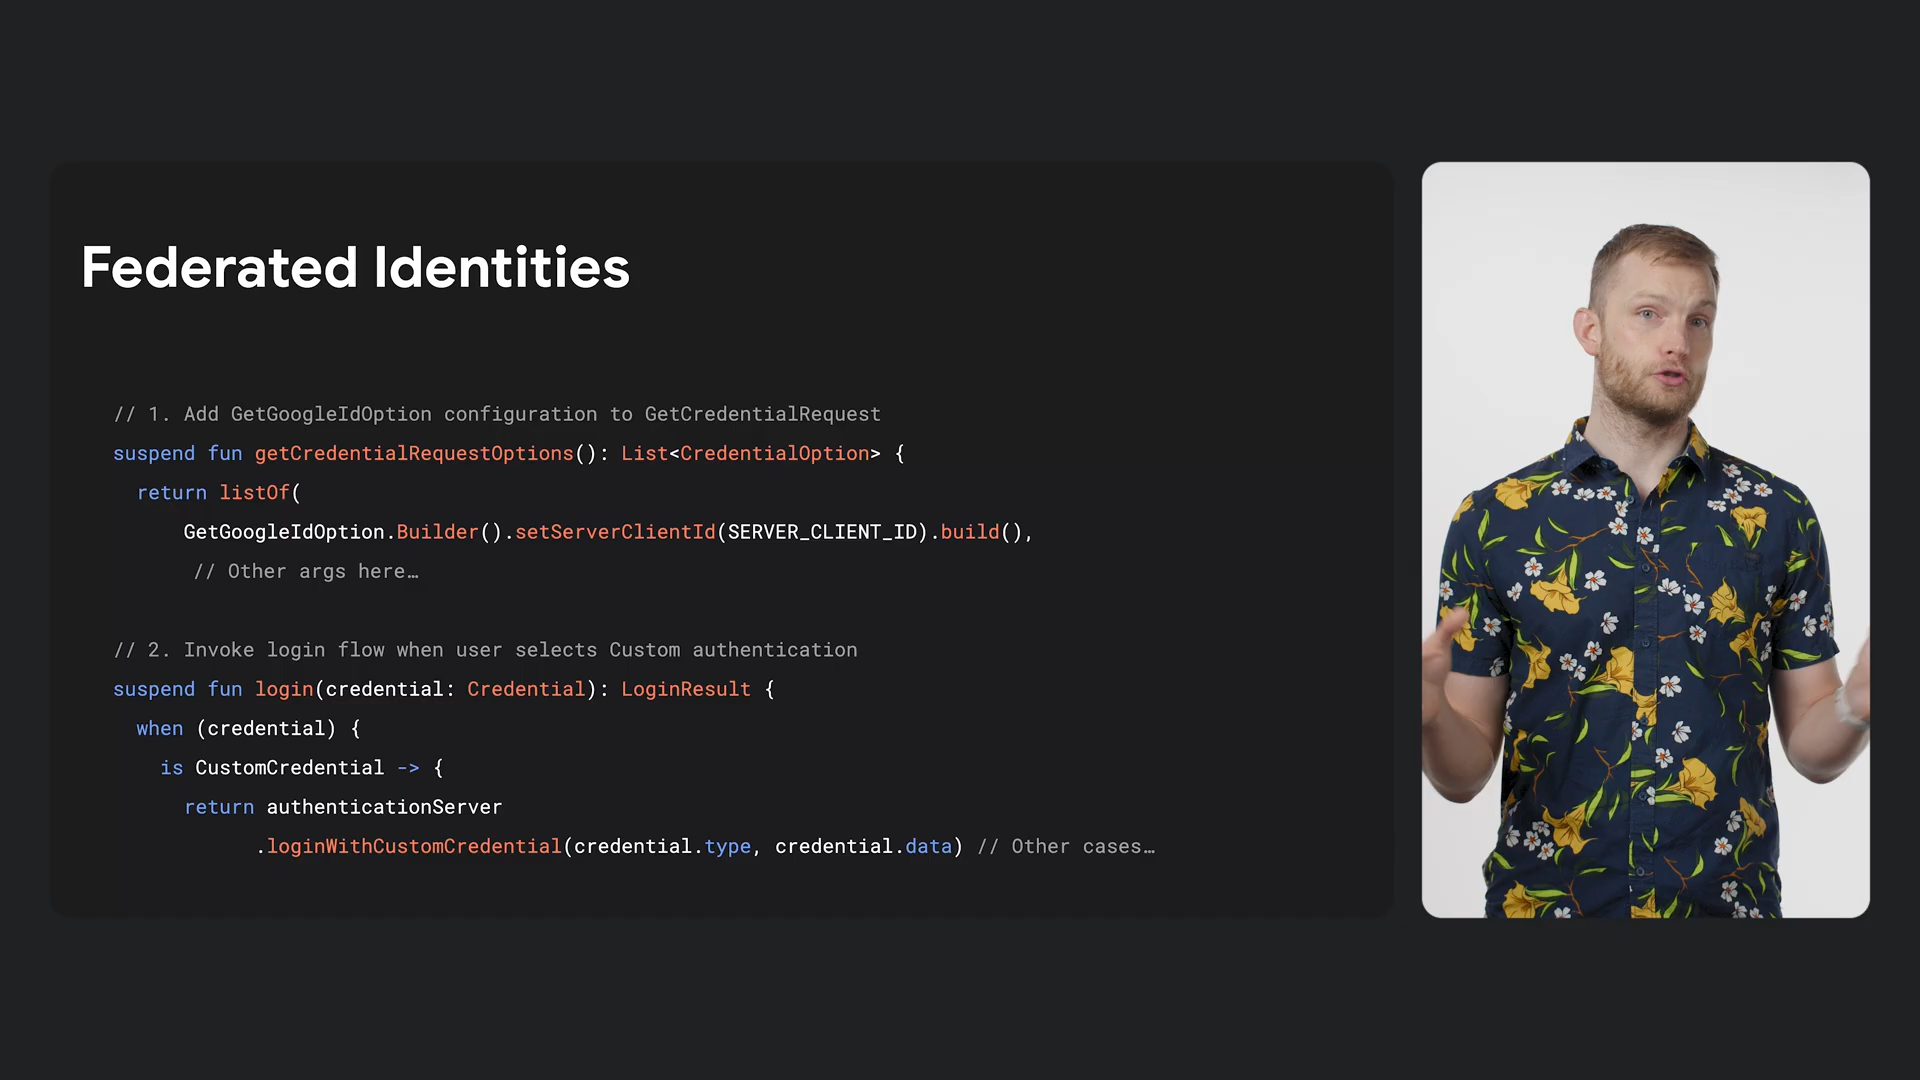 Federated Identities
// 1. Add GetGoogleIdOption configuration to GetCredentialRequest
suspend fun getCredentialRequestOptions(): List<CredentialOption> {
return listOf(
GetGoogleIdOption.Builder().setServerClientId(SERVER_CLIENT_ID).build(),
// Other args here…
// 2. Invoke login flow when user selects Custom authentication
suspend fun login(credential: Credential): LoginResult {
when (credential) {
is CustomCredential -> {
return authenticationServer
.loginWithCustomCredential(credential.type, credential.data) // Other cases…